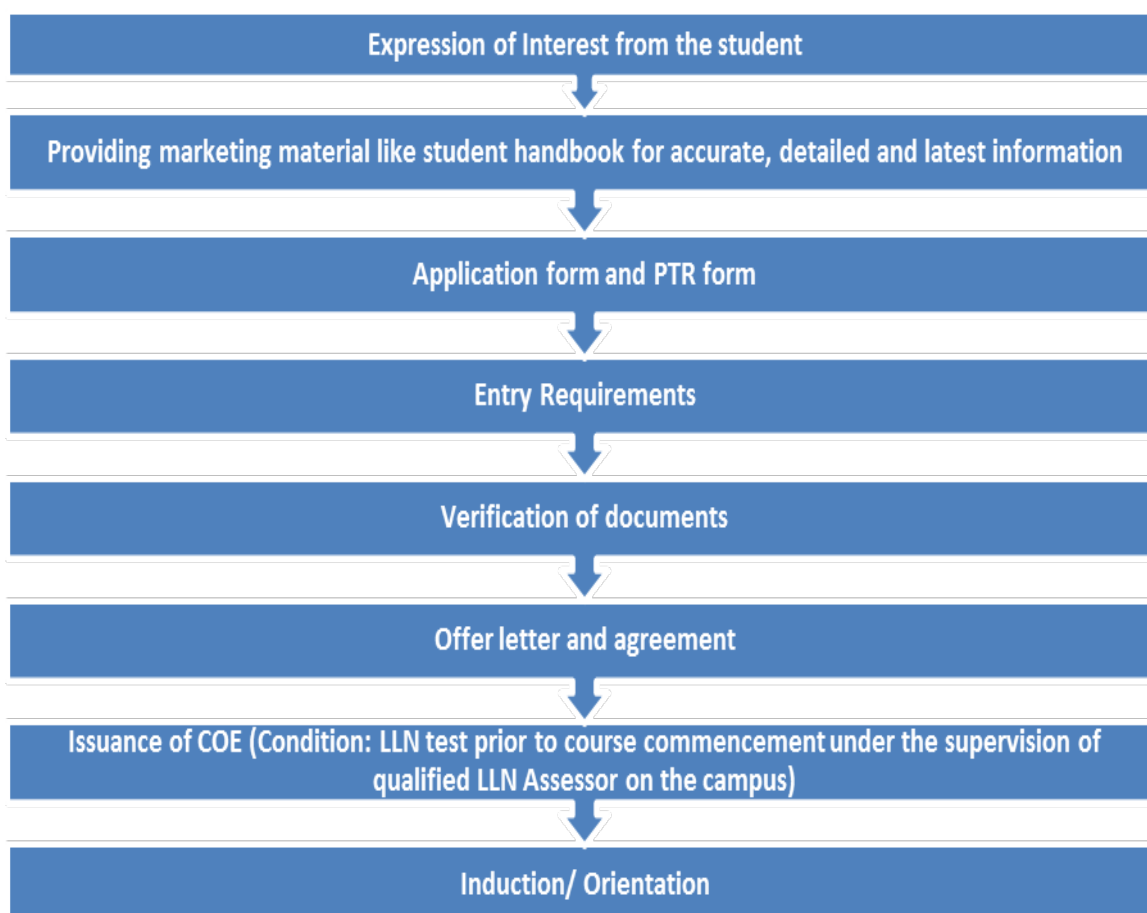 Expression of Interest from the student
Providing marketing material like student handbook for accurate, detailed and latest information
Application form and PTR form
Entry Requirements
Verification of documents
Offer letter and agreement
Issuance of COE (Condition: LLN test prior to course commencement under the supervision of
qualified LLN Assessor on the campus)
Induction/ Orientation